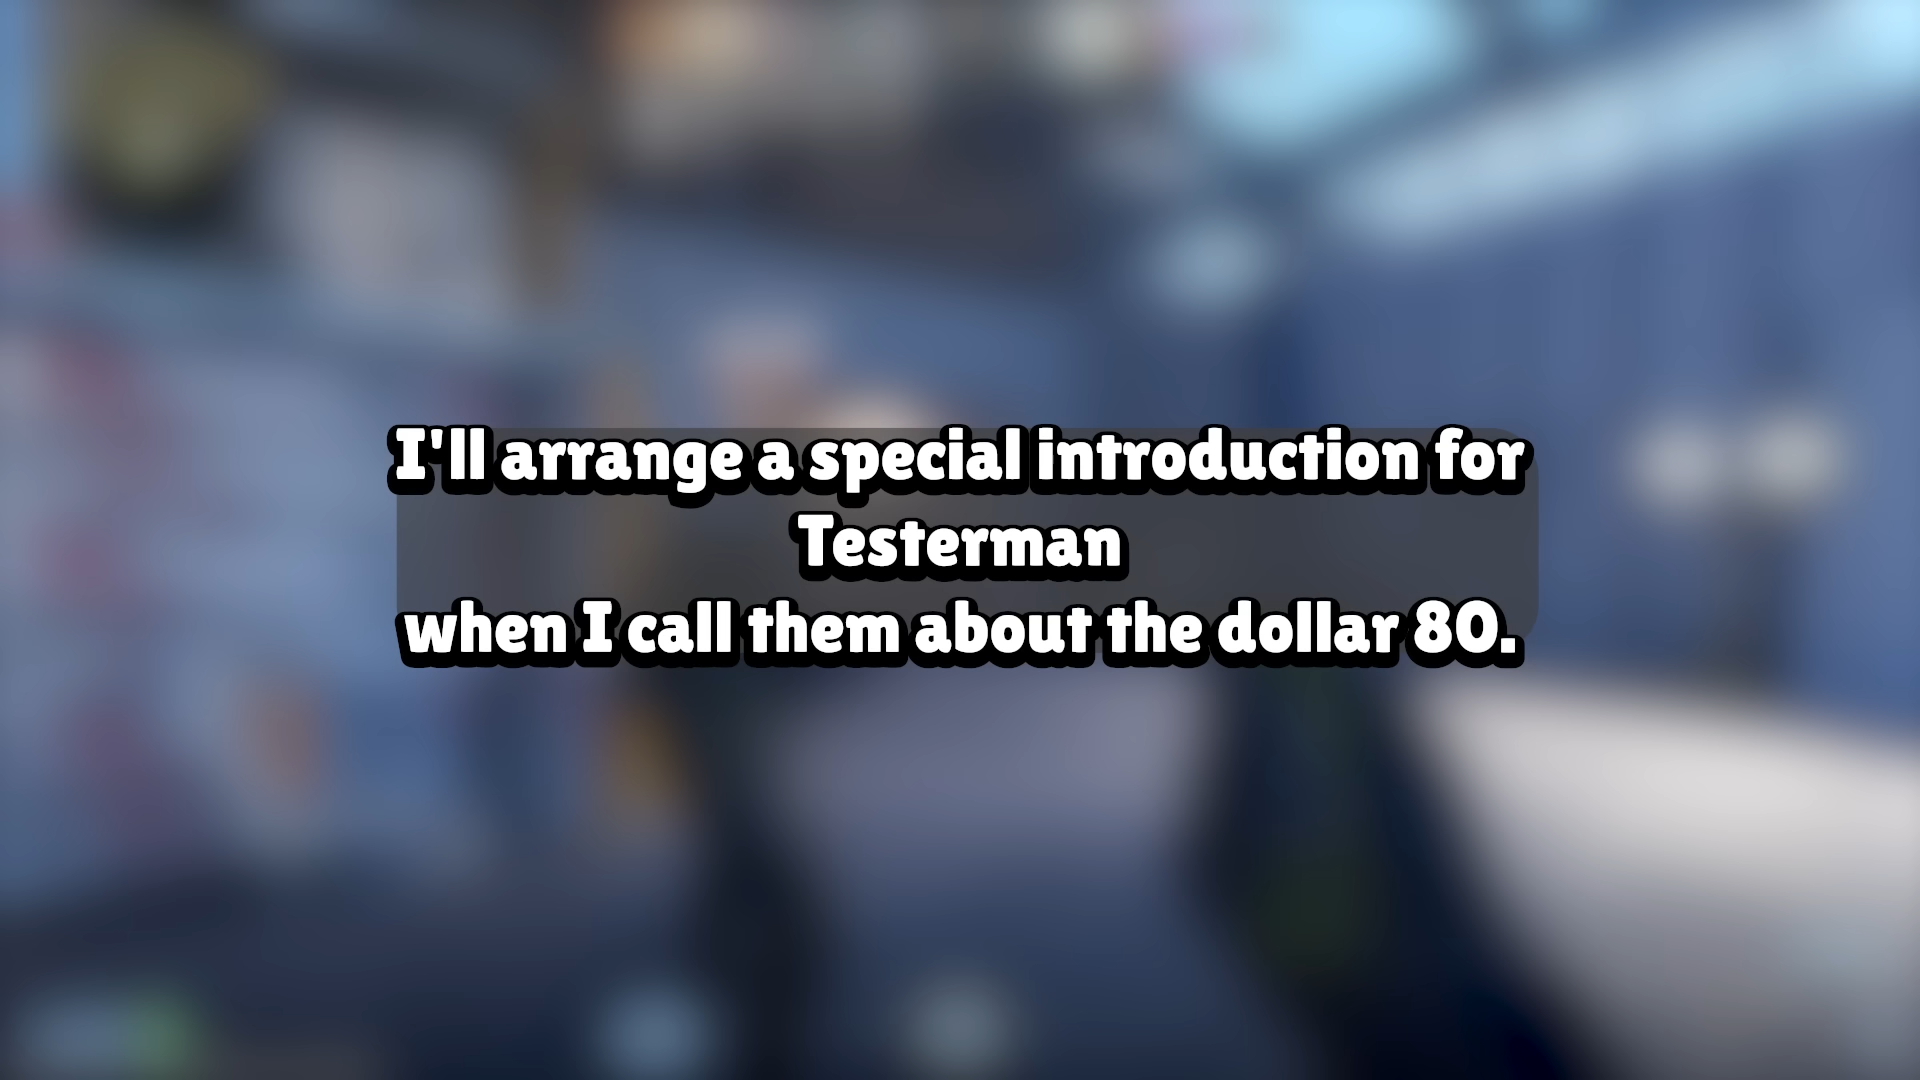 I'll arrange a special introduction for
Testerman
when I call them about the dollar 80.